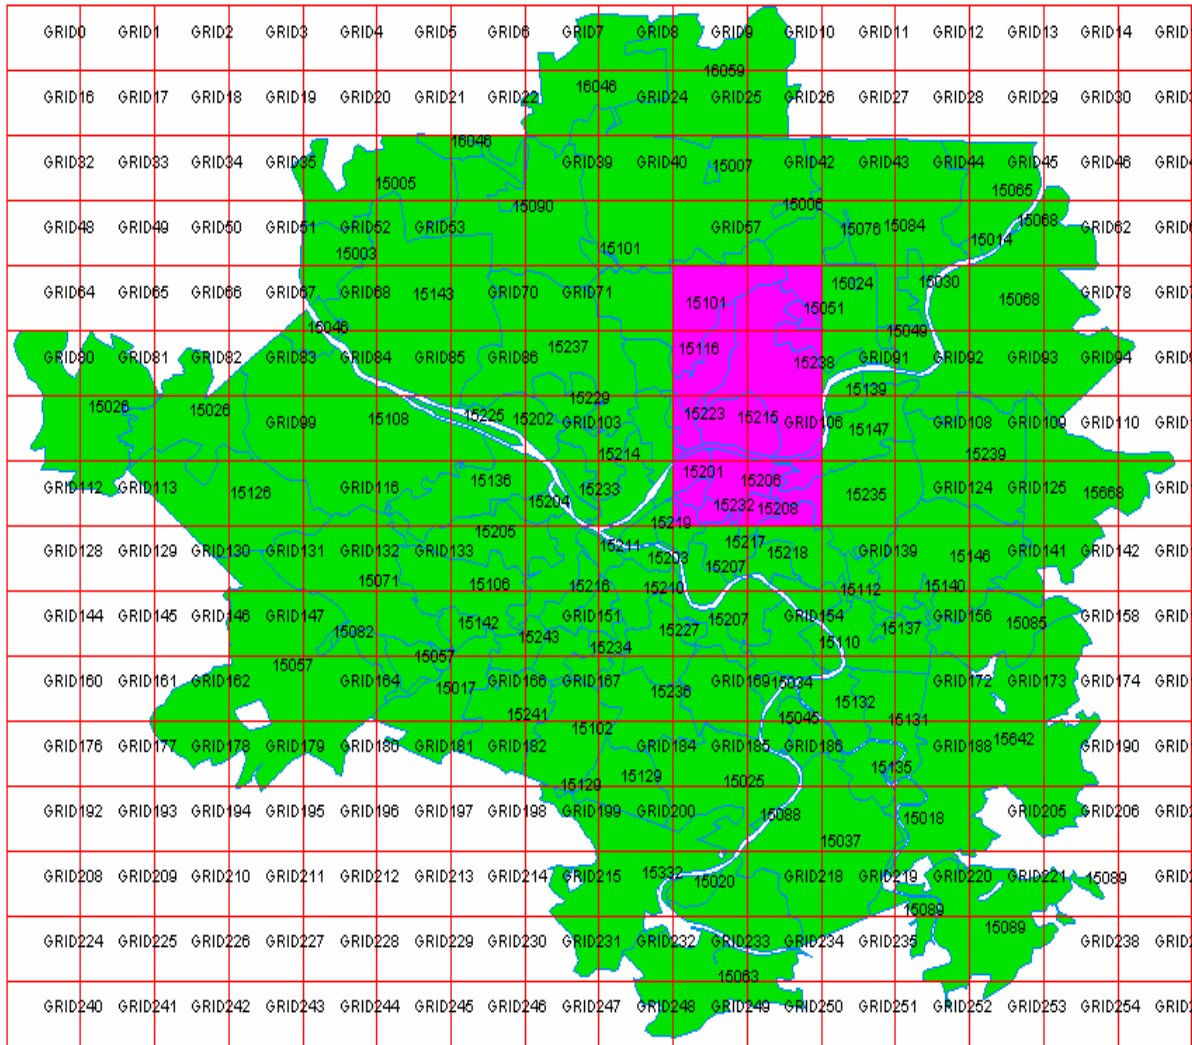 GRID0 GRID1 GRID2 GRID3 GRID4 GRID5 GRID6 GRID7 GRID8 GRID9 GRID10 GRID11 GRID12 GRID13 GRID14
16059
16046
GRID16 GRID17 GRID18 GRID19 GRID20 GRID21 GRID22 GRID24 GRID25 GRID26 GRID27 GRID28 GRID29 GRID30
16046
GRID32 GRID33 GRID34 GRID35 GRID39 GRID40 15007 GRID42 GRID43 GRID44 GRID45 GRID46
15005 15065
15090 15006
GRID48 GRID49 GRID50 GRID51 GRID52 GRID53 GRID57 15076 15084 15068 GRID62
15003 15101 15014
15024 15030
GRID64 GRID65 GRID66 GRID67 GRID68 15143 GRID70 GRID71 15101 15051 15068 GRID78
15046 15049
GRID80 GRID81 GRID82 GRID83 GRID84 GRID85 GRID86 15237 15116 15238 GRID91 GRID92 GRID93 GRID94
15229 15139
15026 15026 GRID99 15108 15225 15202 GRID103 15223 15215 GRID106 15147 GRID108 GRID109 GRID110
15214 15239
15136 15201 15206
GRID112 GRID113 15126 GRID116 15204 15233 15235 GRID124 GRID125 15668
15232 15208
15205 15219
GRID128 GRID129 GRID130 GRID131 GRID132 GRID133 15211 15203 15217 15218 GRID139 15146 GRID141 GRID142
15071 15106 15216 15240 15207 15112 15140
GRID144 GRID145 GRID146 GRID147 15142 GRID151 15207 GRID154 GRID156 GRID158
15082 15243 15234 15227 15110 15137 15085
15057 15057
GRID160 GRID161 GRID162 GRID164 15017 GRID166 GRID167 15236 GRID169 15034 GRID172 GRID173 GRID174
15241 15102 15045 15132 15131
GRID176 GRID177 GRID178 GRID179 GRID180 GRID181 GRID182 GRID184 GRID185 GRID186 GRID188 15642 GRID190
15129 15129 15025 15135
GRID192 GRID193 GRID194 GRID195 GRID196 GRID197 GRID198 GRID199 GRID200 15088 15018 GRID205 GRID206
15037
GRID208 GRID209 GRID210 GRID211 GRID212 GRID213 GRID214 GRID215 15332 15020 GRID218 GRID219 GRID220 GRID221 15089
15089 15089
GRID224 GRID225 GRID226 GRID227 GRID228 GRID229 GRID230 GRID231 GRID232 GRID233 GRID234 GRID235 GRID238
15063
GRID240 GRID241 GRID242 GRID243 GRID244 GRID245 GRID246 GRID247 GRID248 GRID249 GRID250 GRID251 GRID252 GRID253 GRID254